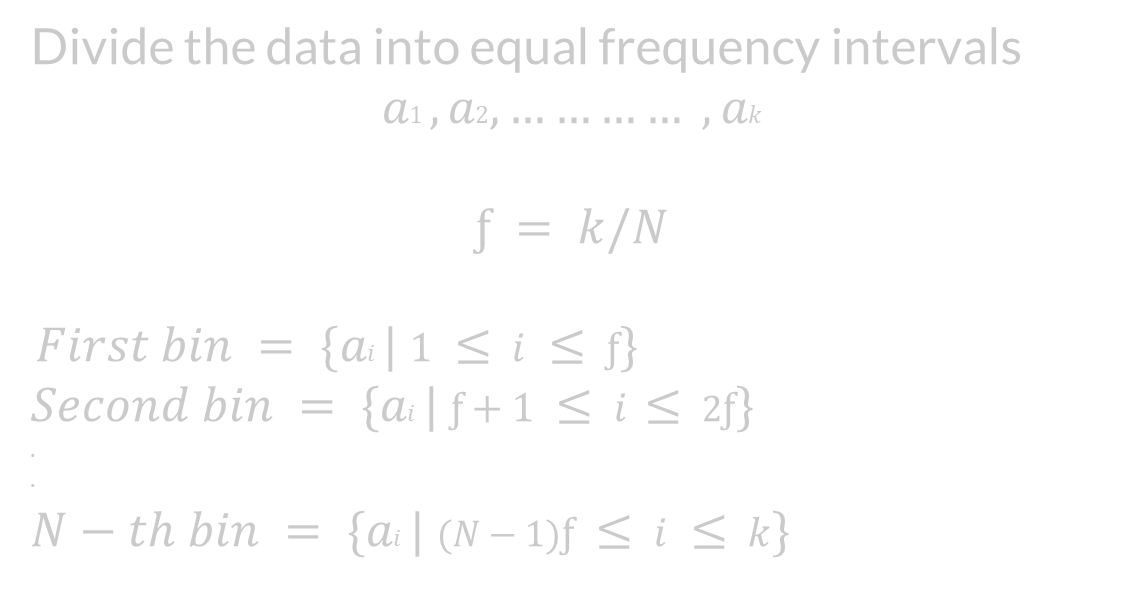 Divide the data into equal frequency intervals
a₁ , a₂, … … … … , aₖ
f = k/N
First bin = {aᵢ | 1 ≤ i ≤ f}
Second bin = {aᵢ | f + 1 ≤ i ≤ 2f}
.
.
N − th bin = {aᵢ | (N − 1)f ≤ i ≤ k}